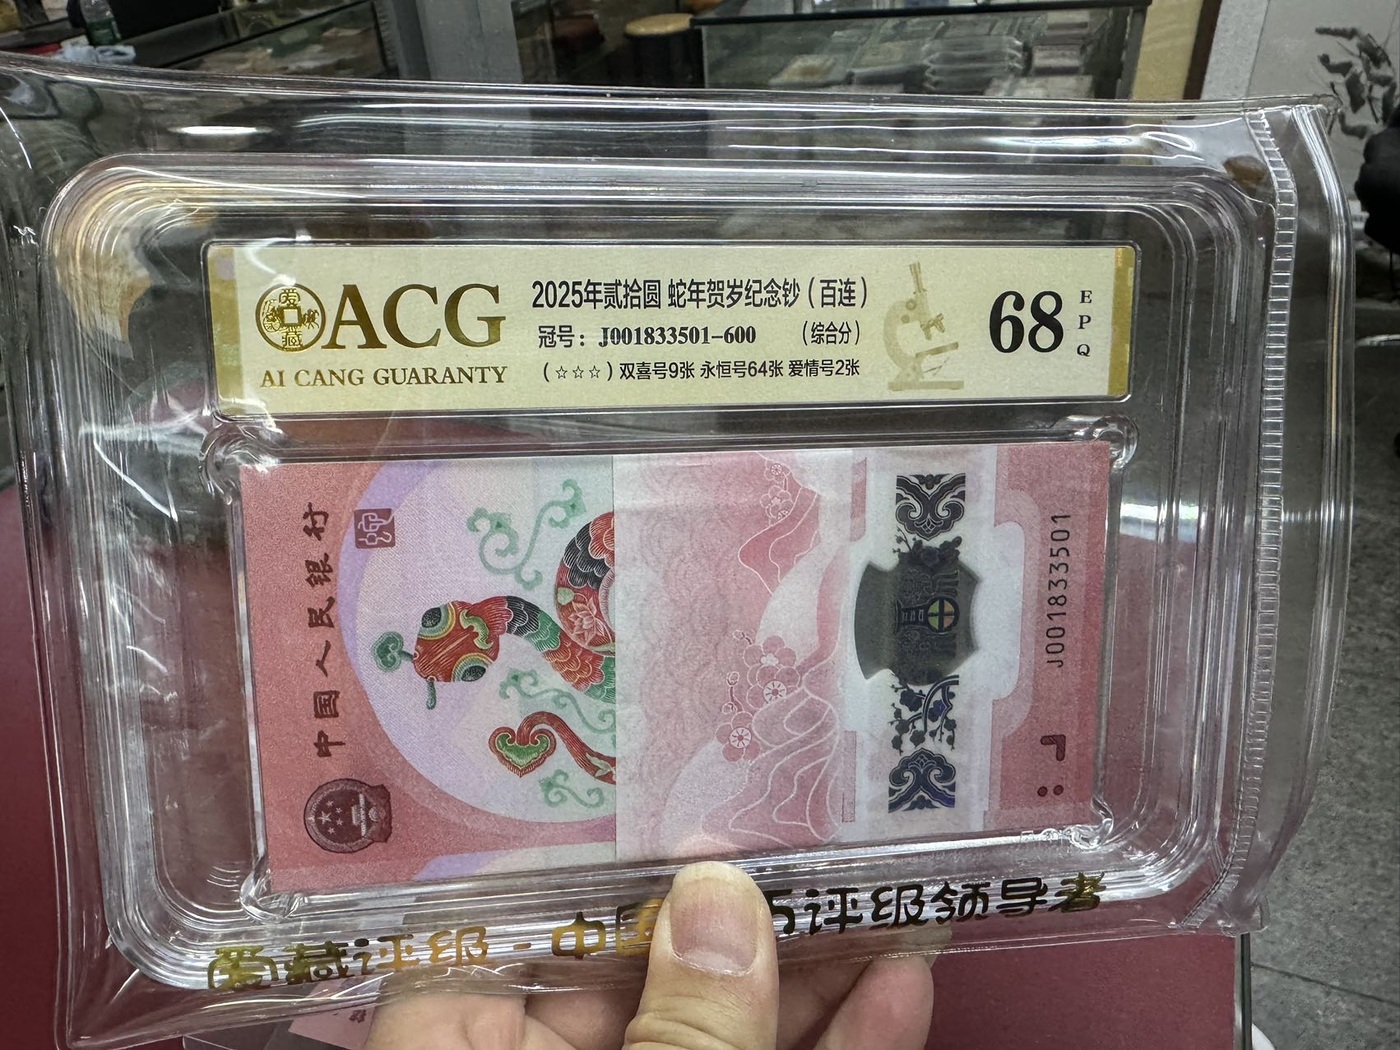 ACG
AI CANG GUARANTY
2025年贰拾圆 蛇年贺岁纪念钞（百连）
冠号：J001833501-600 （综合分）
（☆☆☆）双喜号9张 永恒号64张 爱情号2张
68
EPQ
中国人民银行
J001833501
爱藏评级 - 中国 评级领导者